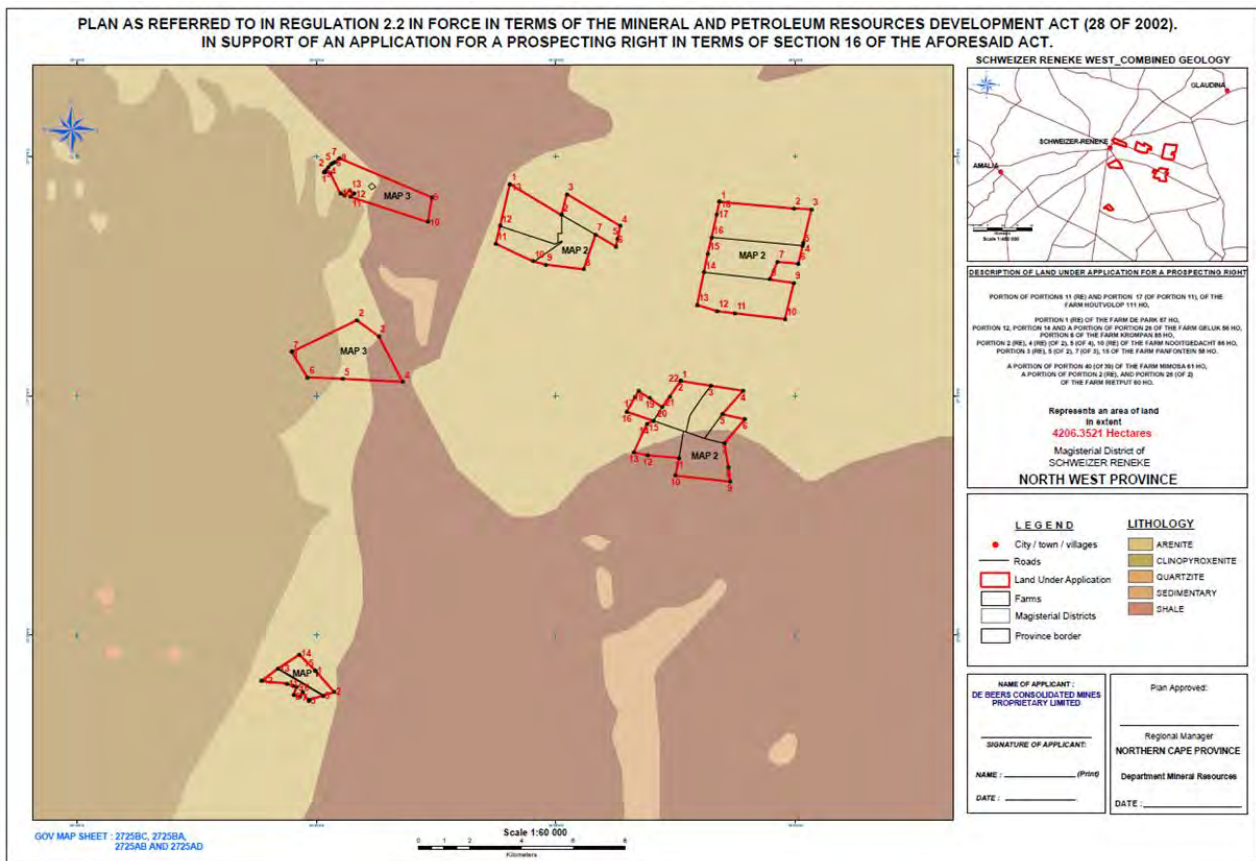 PLAN AS REFERRED TO IN REGULATION 2.2 IN FORCE IN TERMS OF THE MINERAL AND PETROLEUM RESOURCES DEVELOPMENT ACT (28 OF 2002).
IN SUPPORT OF AN APPLICATION FOR A PROSPECTING RIGHT IN TERMS OF SECTION 16 OF THE AFORESAID ACT.
SCHWEIZER RENEKE WEST_COMBINED GEOLOGY
GLAUDINA
SCHWEIZER-RENEKE
AMALIA
Scale 1:400 000
MAP 3
MAP 2
MAP 2
MAP 3
MAP 2
MAP 1
DESCRIPTION OF LAND UNDER APPLICATION FOR A PROSPECTING RIGHT
PORTION OF PORTIONS 11 (RE) AND PORTION 17 (OF PORTION 11), OF THE
FARM HOUTVOLOP 111 HO,
PORTION 1 (RE) OF THE FARM DE PARK 87 HO,
PORTION 12, PORTION 14 AND A PORTION OF PORTION 26 OF THE FARM GELUK 56 HO,
PORTION 6 OF THE FARM KROMPAN 85 HO,
PORTION 2 (RE), 4 (RE) (OF 2), 5 (OF 4), 10 (RE) OF THE FARM NOOITGEDACHT 86 HO,
PORTION 3 (RE), 5 (OF 2), 7 (OF 3), 15 OF THE FARM PANFONTEIN 58 HO.
A PORTION OF PORTION 40 (Of 39) OF THE FARM MIMOSA 61 HO,
A PORTION OF PORTION 2 (RE), AND PORTION 26 (OF 2)
OF THE FARM RIETPUT 60 HO.
Represents an area of land
in extent
4206.3521 Hectares
Magisterial District of
SCHWEIZER RENEKE
NORTH WEST PROVINCE
LEGEND
City / town / villages
Roads
Land Under Application
Farms
Magisterial Districts
Province border
LITHOLOGY
ARENITE
CLINOPYROXENITE
QUARTZITE
SEDIMENTARY
SHALE
NAME OF APPLICANT :
DE BEERS CONSOLIDATED MINES
PROPRIETARY LIMITED
SIGNATURE OF APPLICANT:
NAME : (Print)
DATE :
Plan Approved:
Regional Manager
NORTHERN CAPE PROVINCE
Department Mineral Resources
DATE :
GOV MAP SHEET : 2725BC, 2725BA,
2725AB AND 2725AD
Scale 1:60 000
0 1 2 4 6 8
Kilometers